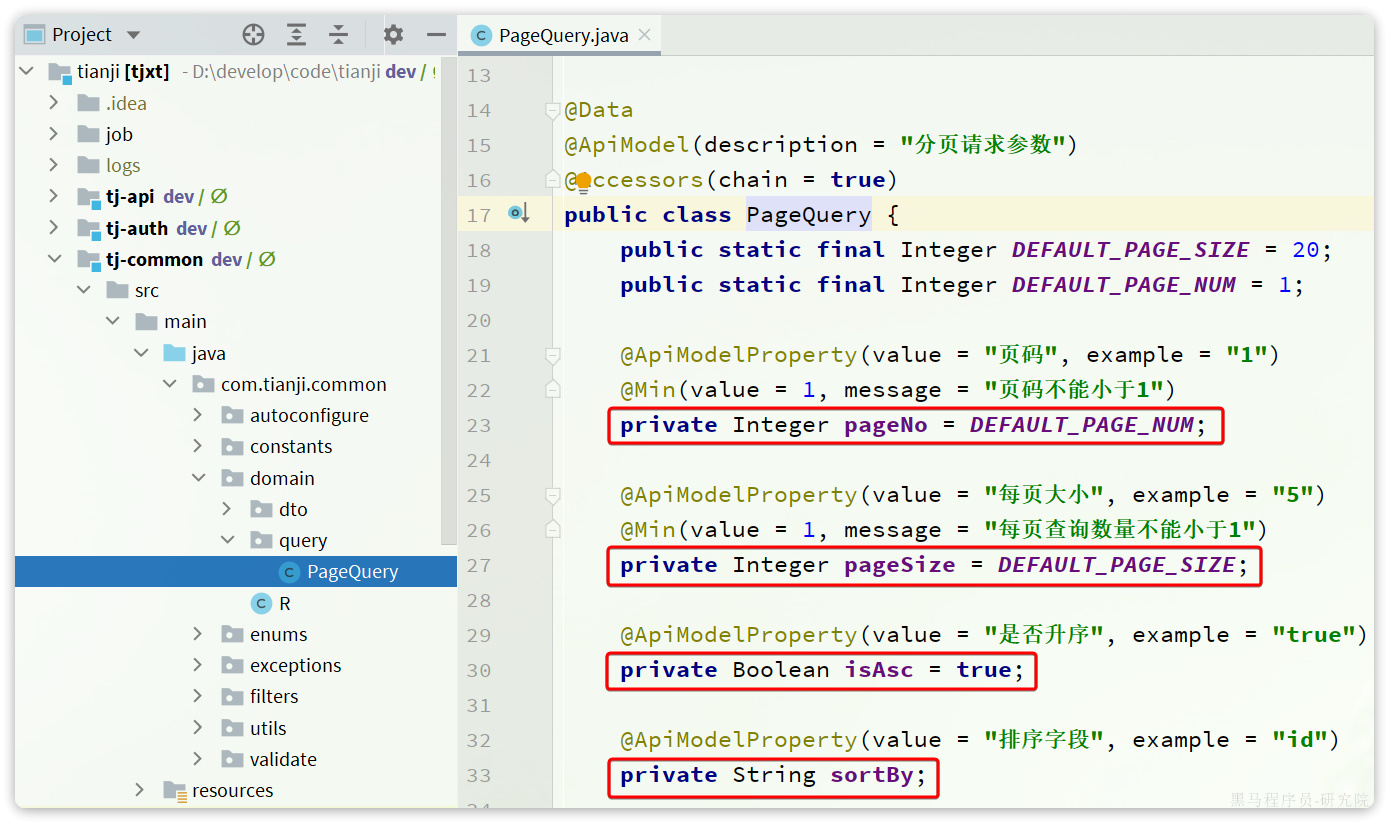 Project
PageQuery.java
tianji [tjxt] - D:\develop\code\tianji dev /
.idea
job
logs
tj-api dev / Ø
tj-auth dev / Ø
tj-common dev / Ø
src
main
java
com.tianji.common
autoconfigure
constants
domain
dto
query
PageQuery
R
enums
exceptions
filters
utils
validate
resources
13
14 @Data
15 @ApiModel(description = "分页请求参数")
16 @Accessors(chain = true)
17 public class PageQuery {
18 public static final Integer DEFAULT_PAGE_SIZE = 20;
19 public static final Integer DEFAULT_PAGE_NUM = 1;
20
21 @ApiModelProperty(value = "页码", example = "1")
22 @Min(value = 1, message = "页码不能小于1")
23 private Integer pageNo = DEFAULT_PAGE_NUM;
24
25 @ApiModelProperty(value = "每页大小", example = "5")
26 @Min(value = 1, message = "每页查询数量不能小于1")
27 private Integer pageSize = DEFAULT_PAGE_SIZE;
28
29 @ApiModelProperty(value = "是否升序", example = "true")
30 private Boolean isAsc = true;
31
32 @ApiModelProperty(value = "排序字段", example = "id")
33 private String sortBy;
黑马程序员-研究院